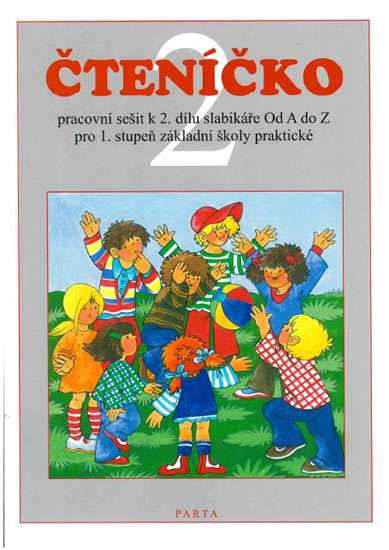 2
ČTENÍČKO
pracovní sešit k 2. dílu slabikáře Od A do Z
pro 1. stupeň základní školy praktické
PARTA